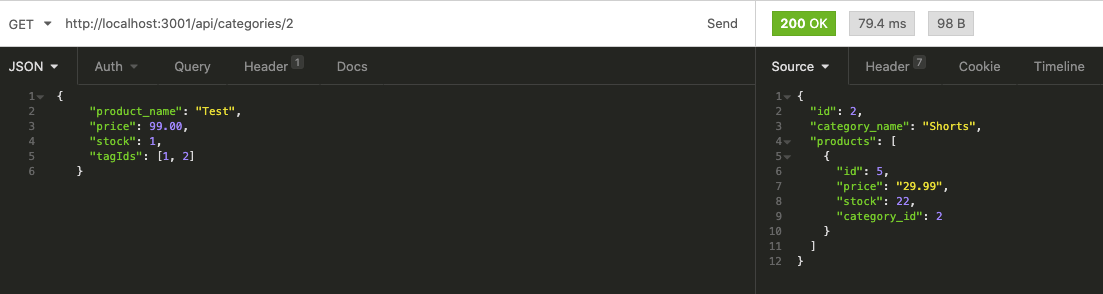 GET http://localhost:3001/api/categories/2 Send 200 OK 79.4 ms 98 B
JSON Auth Query Header 1 Docs
1 {
2 "product_name": "Test",
3 "price": 99.00,
4 "stock": 1,
5 "tagIds": [1, 2]
6 }
Source Header 7 Cookie Timeline
1 {
2 "id": 2,
3 "category_name": "Shorts",
4 "products": [
5 {
6 "id": 5,
7 "price": "29.99",
8 "stock": 22,
9 "category_id": 2
10 }
11 ]
12 }